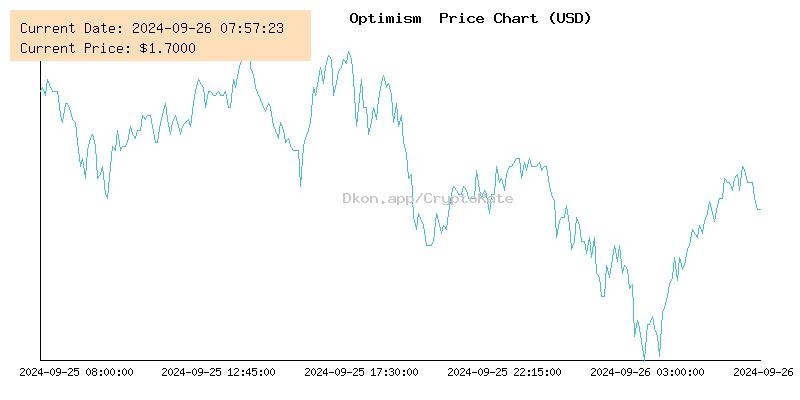 Optimism  Price Chart (USD)
Current Date: 2024-09-26 07:57:23
Current Price: $1.7000
Dkon.app/CryptoRate
2024-09-25 08:00:00 2024-09-25 12:45:00 2024-09-25 17:30:00 2024-09-25 22:15:00 2024-09-26 03:00:00 2024-09-26